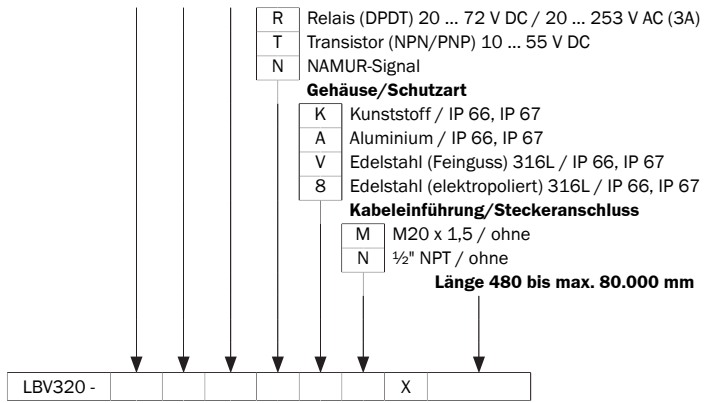 R Relais (DPDT) 20 ... 72 V DC / 20 ... 253 V AC (3A)
T Transistor (NPN/PNP) 10 ... 55 V DC
N NAMUR-Signal
Gehäuse/Schutzart
K Kunststoff / IP 66, IP 67
A Aluminium / IP 66, IP 67
V Edelstahl (Feinguss) 316L / IP 66, IP 67
8 Edelstahl (elektropoliert) 316L / IP 66, IP 67
Kabeleinführung/Steckeranschluss
M M20 x 1,5 / ohne
N ½" NPT / ohne
Länge 480 bis max. 80.000 mm
LBV320 - X